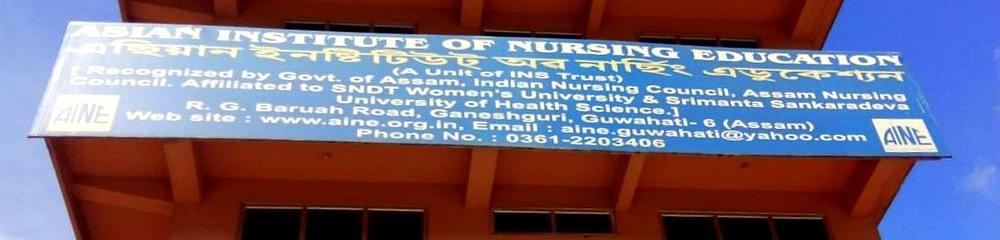 ASIAN INSTITUTE OF NURSING EDUCATION
এছিয়ান ইনষ্টিটিউট অব নাৰ্ছিং এডুকেশ্যন
(A Unit of INS Trust)
[ Recognized by Govt. of Assam, Indian Nursing Council, Assam Nursing
Council. Affiliated to SNDT Women's University & Srimanta Sankaradeva
University of Health Science.]
R. G. Baruah Road, Ganeshguri, Guwahati- 6 (Assam)
Web site : www.aine.org.in, Email : aine.guwahati@yahoo.com
Phone No. : 0361-2203406
AINE
AINE